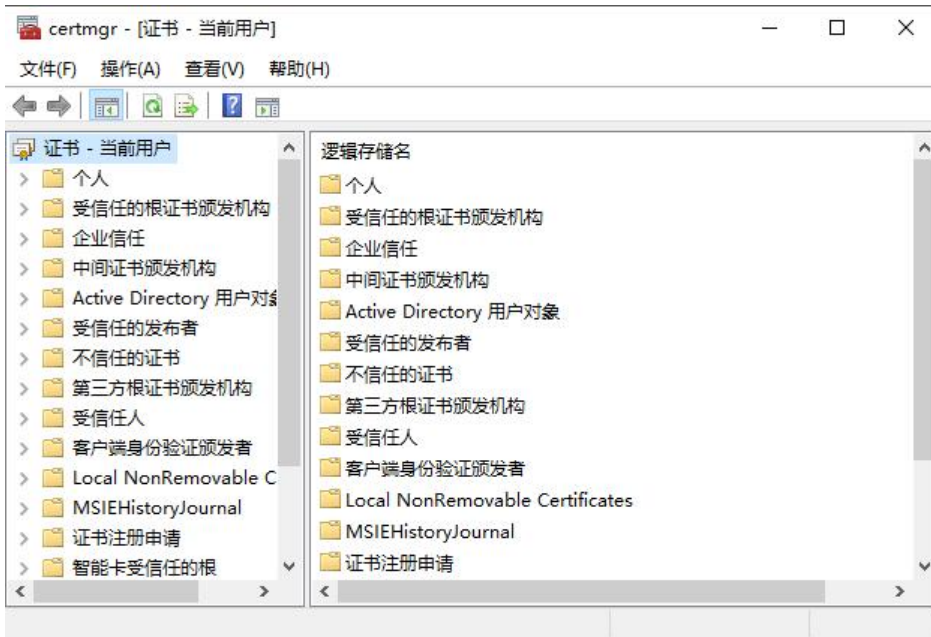 certmgr - [证书 - 当前用户]
文件(F) 操作(A) 查看(V) 帮助(H)
证书 - 当前用户
个人
受信任的根证书颁发机构
企业信任
中间证书颁发机构
Active Directory 用户对象
受信任的发布者
不信任的证书
第三方根证书颁发机构
受信任人
客户端身份验证颁发者
Local NonRemovable C
MSIEHistoryJournal
证书注册申请
智能卡受信任的根
逻辑存储名
个人
受信任的根证书颁发机构
企业信任
中间证书颁发机构
Active Directory 用户对象
受信任的发布者
不信任的证书
第三方根证书颁发机构
受信任人
客户端身份验证颁发者
Local NonRemovable Certificates
MSIEHistoryJournal
证书注册申请